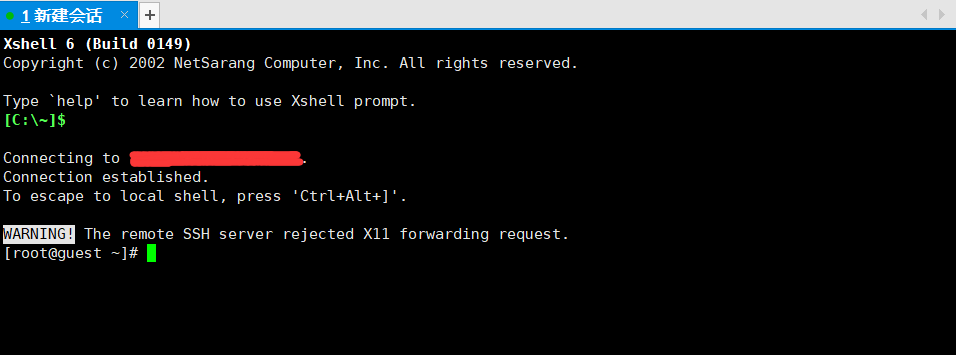 1 新建会话 × +
Xshell 6 (Build 0149)
Copyright (c) 2002 NetSarang Computer, Inc. All rights reserved.
Type `help' to learn how to use Xshell prompt.
[C:\~]$
Connecting to .
Connection established.
To escape to local shell, press 'Ctrl+Alt+]'.
WARNING! The remote SSH server rejected X11 forwarding request.
[root@guest ~]#